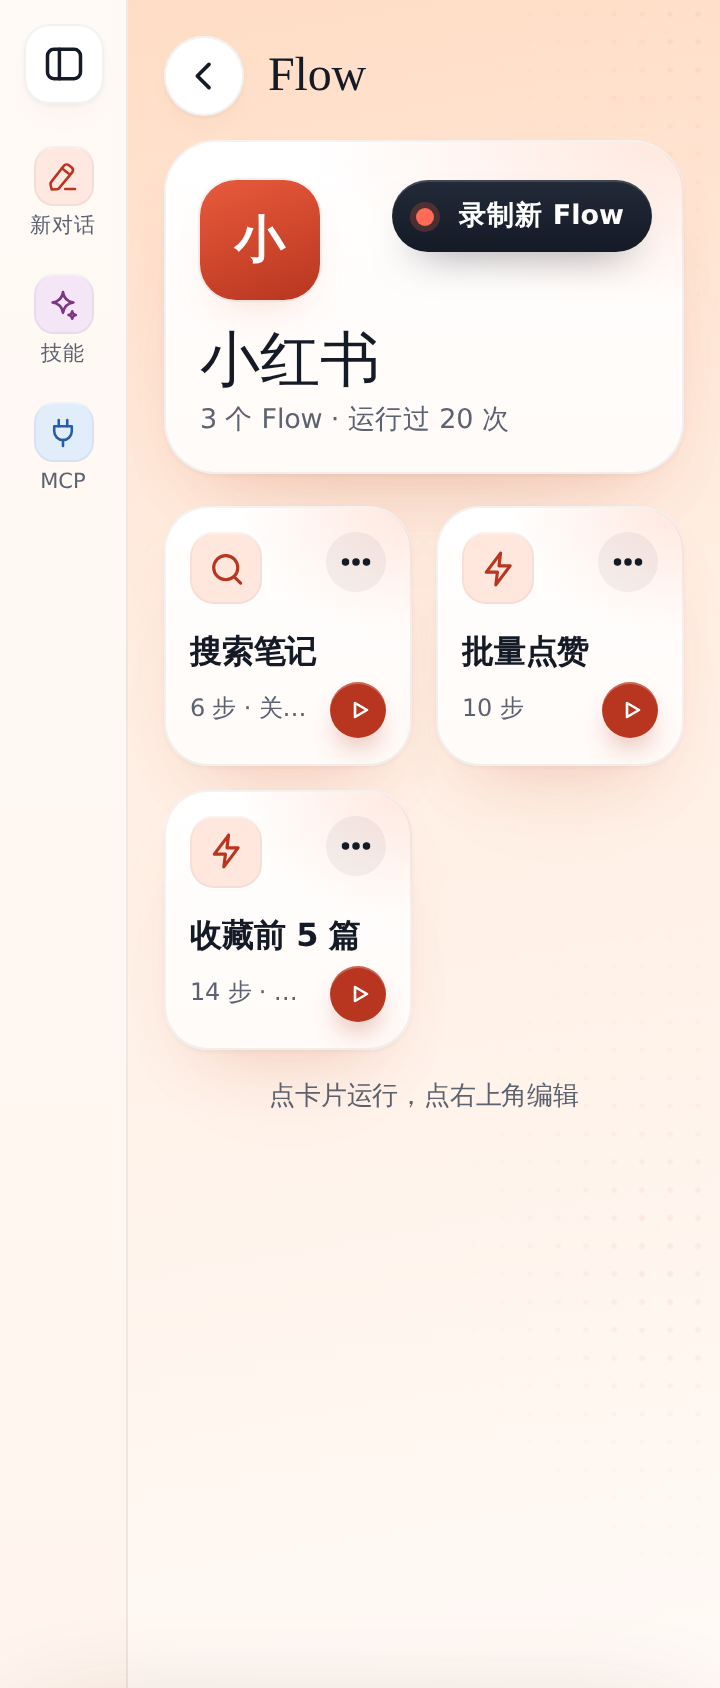 Flow
新对话
技能
MCP
小
录制新 Flow
小红书
3 个 Flow · 运行过 20 次
搜索笔记
6 步 · 关...
批量点赞
10 步
收藏前 5 篇
14 步 · ...
点卡片运行，点右上角编辑